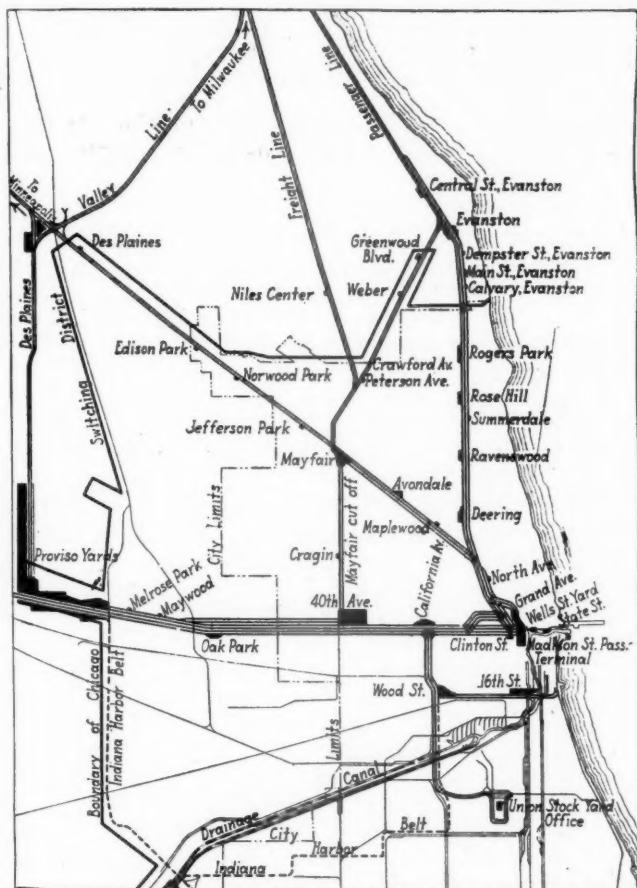 To Milwaukee
Line
Valley
Freight Line
Passenger Line
To
Minneapolis
Y
Central St., Evanston
Evanston
Des Plaines
Greenwood
Blvd.
Dempster St., Evanston
Main St., Evanston
Calvary, Evanston
Niles Center
Weber
Des Plaines
District
Switching
Edison Park
Norwood Park
Crawford Av.
Peterson Ave.
Rogers Park
Rose Hill
Summerdale
Jefferson Park
Mayfair
Ravenswood
Avondale
City Limits
Mayfair cut off
Maplewood
Deering
Proviso Yards
Cragin
California Av.
North Ave.
Melrose Park
Maywood
40th Ave.
Grand Ave.
Wells St. Yard
State St.
Oak Park
Clinton St.
Madison St. Pass.
Terminal
Wood St.
16th St.
Boundary of Chicago
Indiana Harbor Belt
Limits
Drainage Canal
City
Union Stock Yard
Office
Indiana Harbor Belt